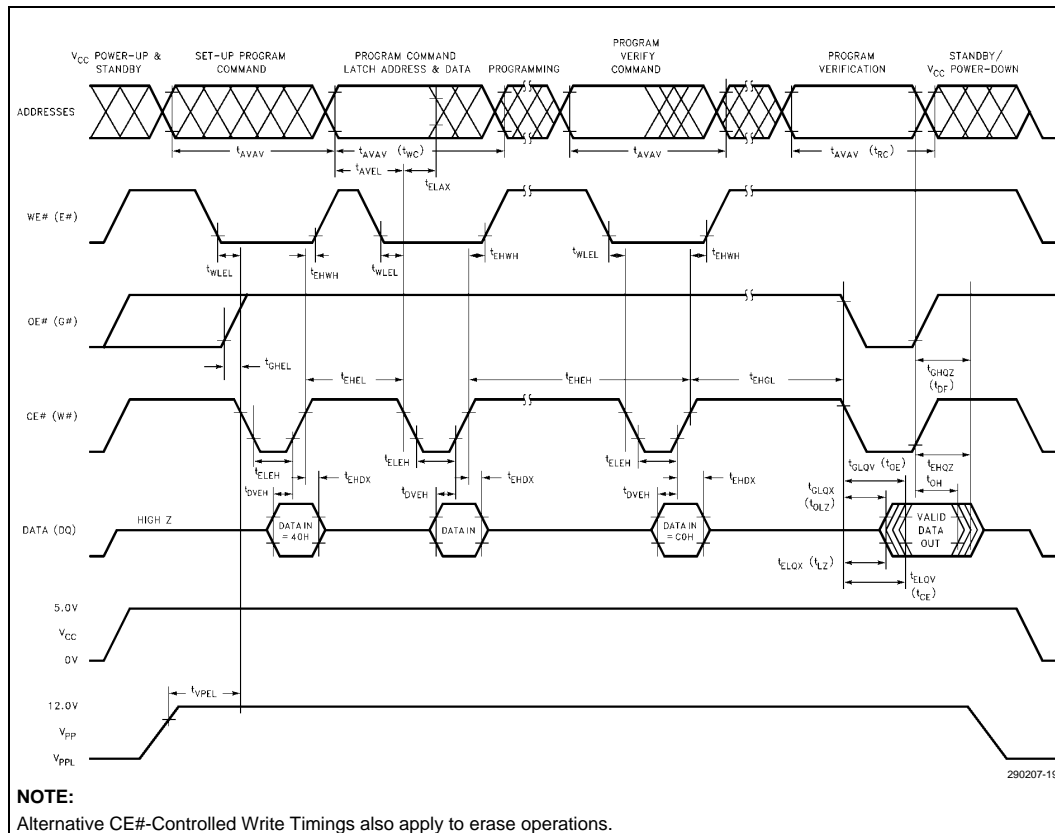 VCC POWER-UP & STANDBY
SET-UP PROGRAM COMMAND
PROGRAM COMMAND LATCH ADDRESS & DATA
PROGRAMMING
PROGRAM VERIFY COMMAND
PROGRAM VERIFICATION
STANDBY/ VCC POWER-DOWN
ADDRESSES
tAVAV
tAVAV (tWC)
tAVAV
tAVAV (tRC)
tAVEL
tELAX
WE# (E#)
tWLEL
tEHWH
tWLEL
tEHWH
tWLEL
tEHWH
OE# (G#)
tGHEL
tEHEL
tEHEH
tEHGL
tGHQZ
(tDF)
CE# (W#)
tELEH
tEHDX
tELEH
tEHDX
tELEH
tEHDX
tGLQV (tOE)
tEHQZ
tOH
tDVEH
tDVEH
tDVEH
tGLQX
(tOLZ)
DATA (DQ)
HIGH Z
DATA IN
= 40H
DATA IN
DATA IN
= C0H
VALID
DATA
OUT
tELQX (tLZ)
tELQV
(tCE)
5.0V
VCC
0V
tVPEL
12.0V
VPP
VPPL
290207-19
NOTE:
Alternative CE#-Controlled Write Timings also apply to erase operations.